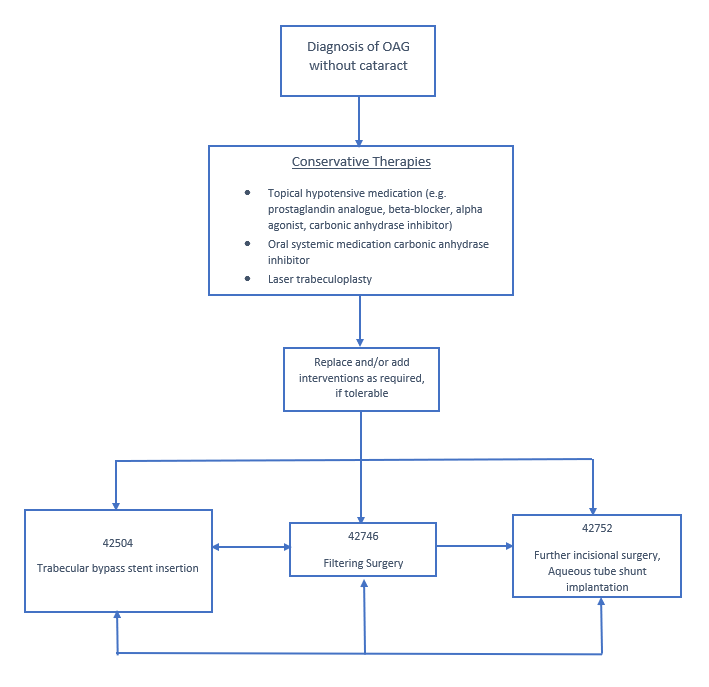 Diagnosis of OAG
without cataract
Conservative Therapies
• Topical hypotensive medication (e.g.
prostaglandin analogue, beta-blocker, alpha
agonist, carbonic anhydrase inhibitor)
• Oral systemic medication carbonic anhydrase
inhibitor
• Laser trabeculoplasty
Replace and/or add
interventions as required,
if tolerable
42504
Trabecular bypass stent insertion
42746
Filtering Surgery
42752
Further incisional surgery,
Aqueous tube shunt
implantation